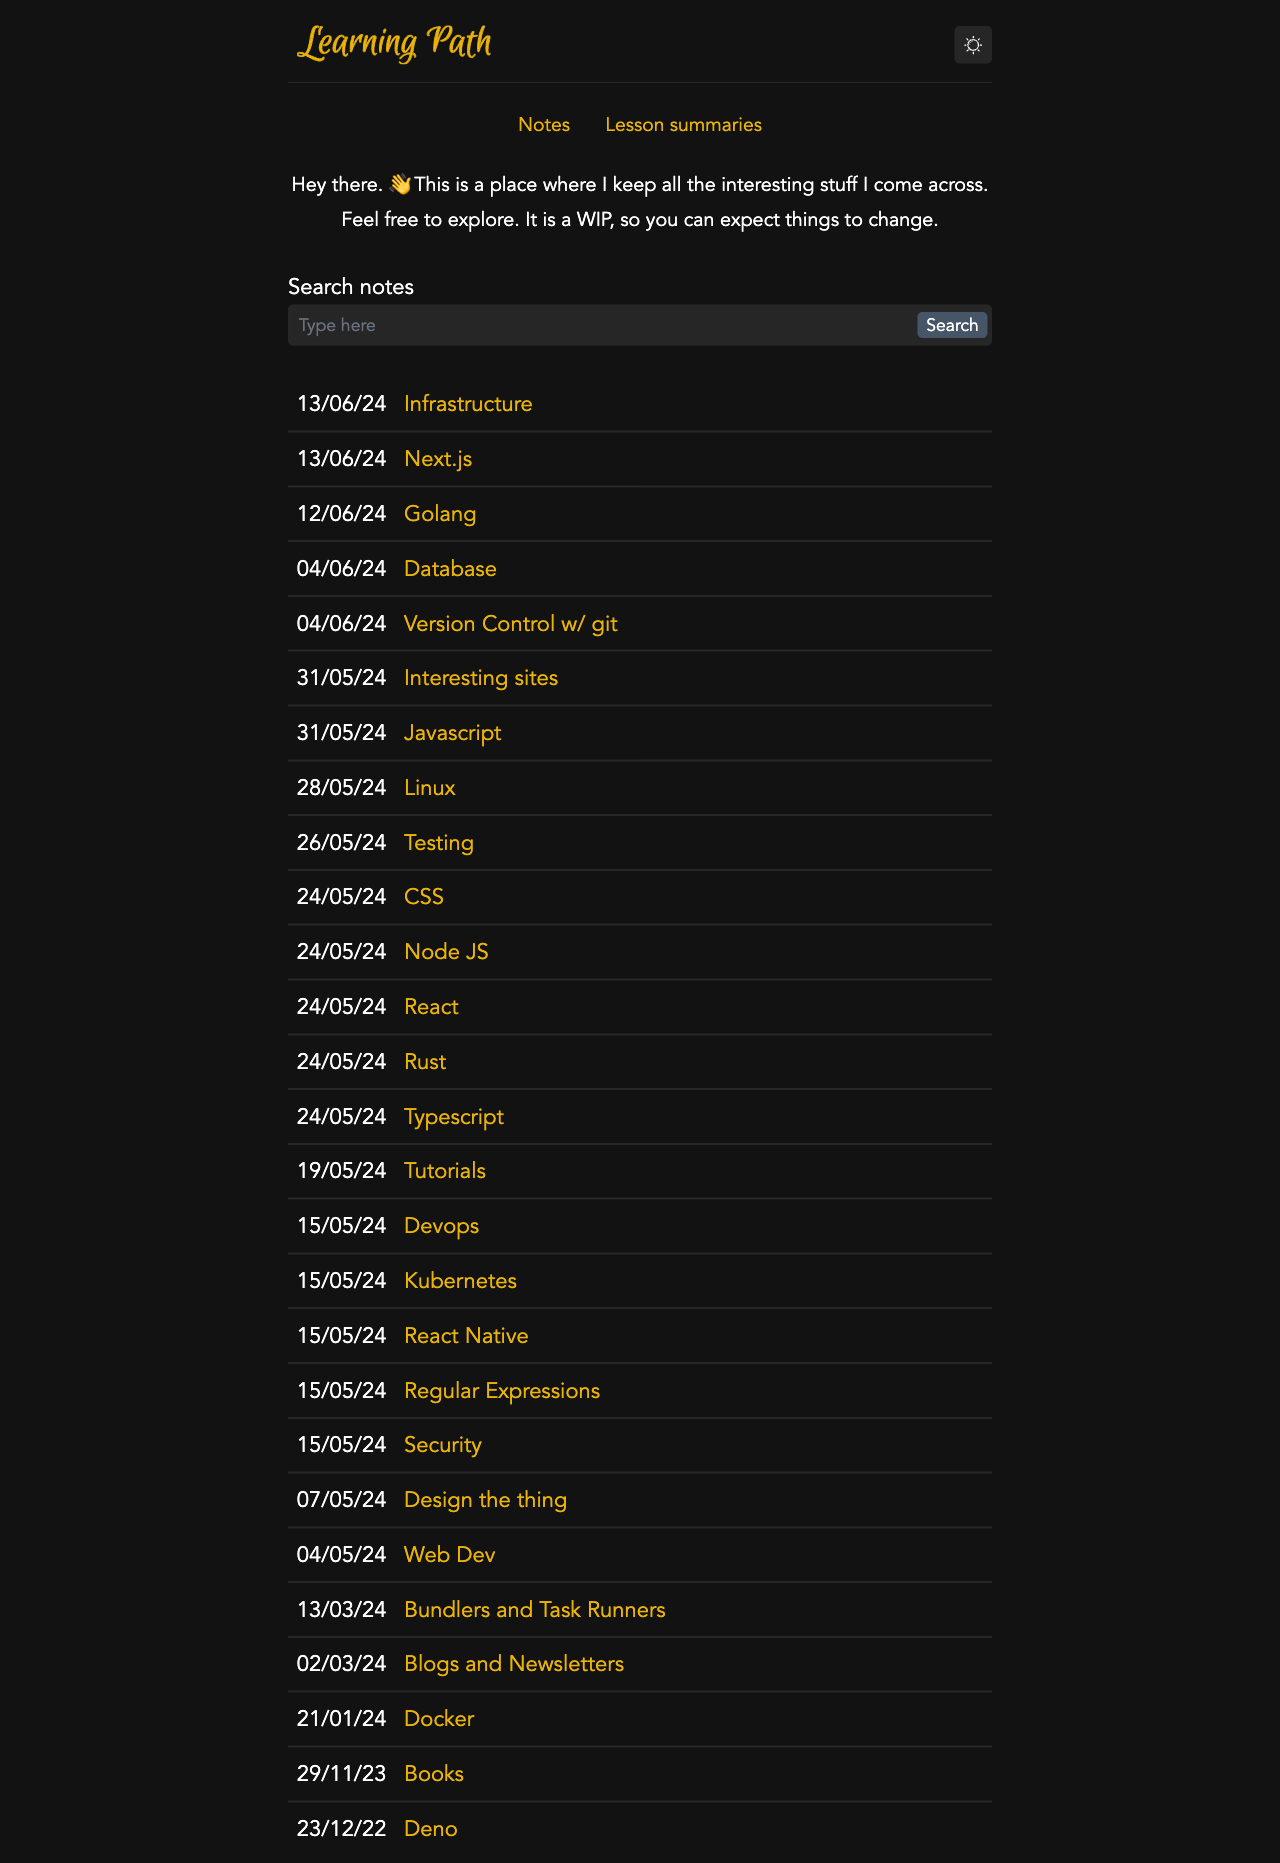 Learning Path
Notes Lesson summaries
Hey there. 👋This is a place where I keep all the interesting stuff I come across.
Feel free to explore. It is a WIP, so you can expect things to change.
Search notes
Type here Search
13/06/24 Infrastructure
13/06/24 Next.js
12/06/24 Golang
04/06/24 Database
04/06/24 Version Control w/ git
31/05/24 Interesting sites
31/05/24 Javascript
28/05/24 Linux
26/05/24 Testing
24/05/24 CSS
24/05/24 Node JS
24/05/24 React
24/05/24 Rust
24/05/24 Typescript
19/05/24 Tutorials
15/05/24 Devops
15/05/24 Kubernetes
15/05/24 React Native
15/05/24 Regular Expressions
15/05/24 Security
07/05/24 Design the thing
04/05/24 Web Dev
13/03/24 Bundlers and Task Runners
02/03/24 Blogs and Newsletters
21/01/24 Docker
29/11/23 Books
23/12/22 Deno